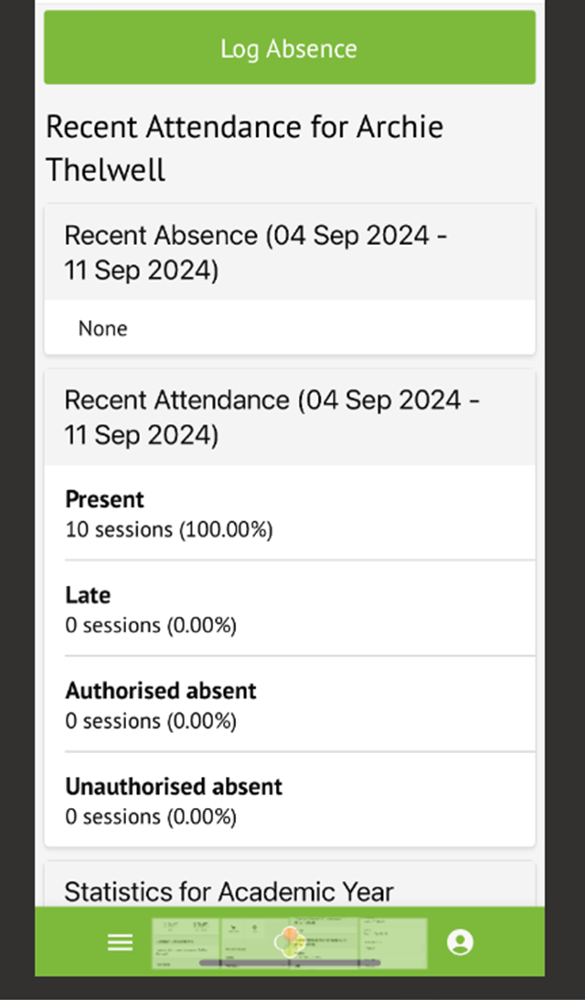 Log Absence
Recent Attendance for Archie
Thelwell
Recent Absence (04 Sep 2024 -
11 Sep 2024)
None
Recent Attendance (04 Sep 2024 -
11 Sep 2024)
Present
10 sessions (100.00%)
Late
0 sessions (0.00%)
Authorised absent
0 sessions (0.00%)
Unauthorised absent
0 sessions (0.00%)
Statistics for Academic Year